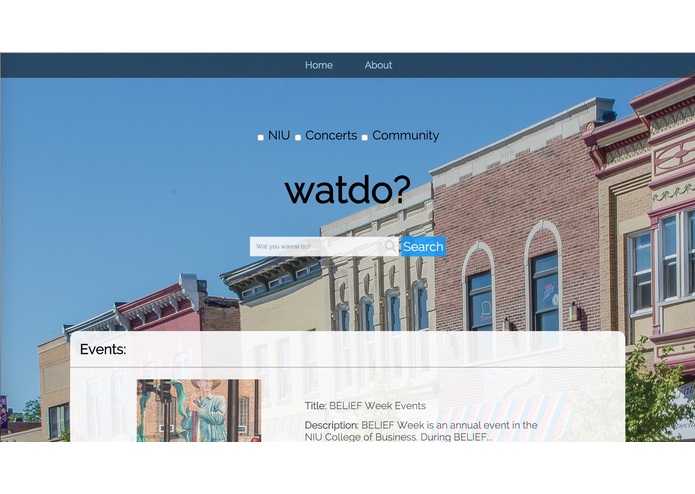 Home About
NIU Concerts Community
watdo?
Wat you wanna do? Search
Events:
Title: BELIEF Week Events
Description: BELIEF Week is an annual event in the
NIU College of Business. During BELIEF...